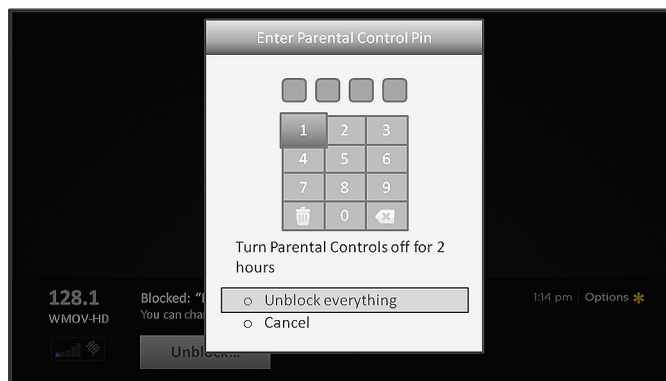 Enter Parental Control Pin
1 2 3
4 5 6
7 8 9
0
Turn Parental Controls off for 2
hours
Unblock everything
Cancel
128.1
WMOV-HD
Blocked:
You can
1:14 pm | Options
Unblock...